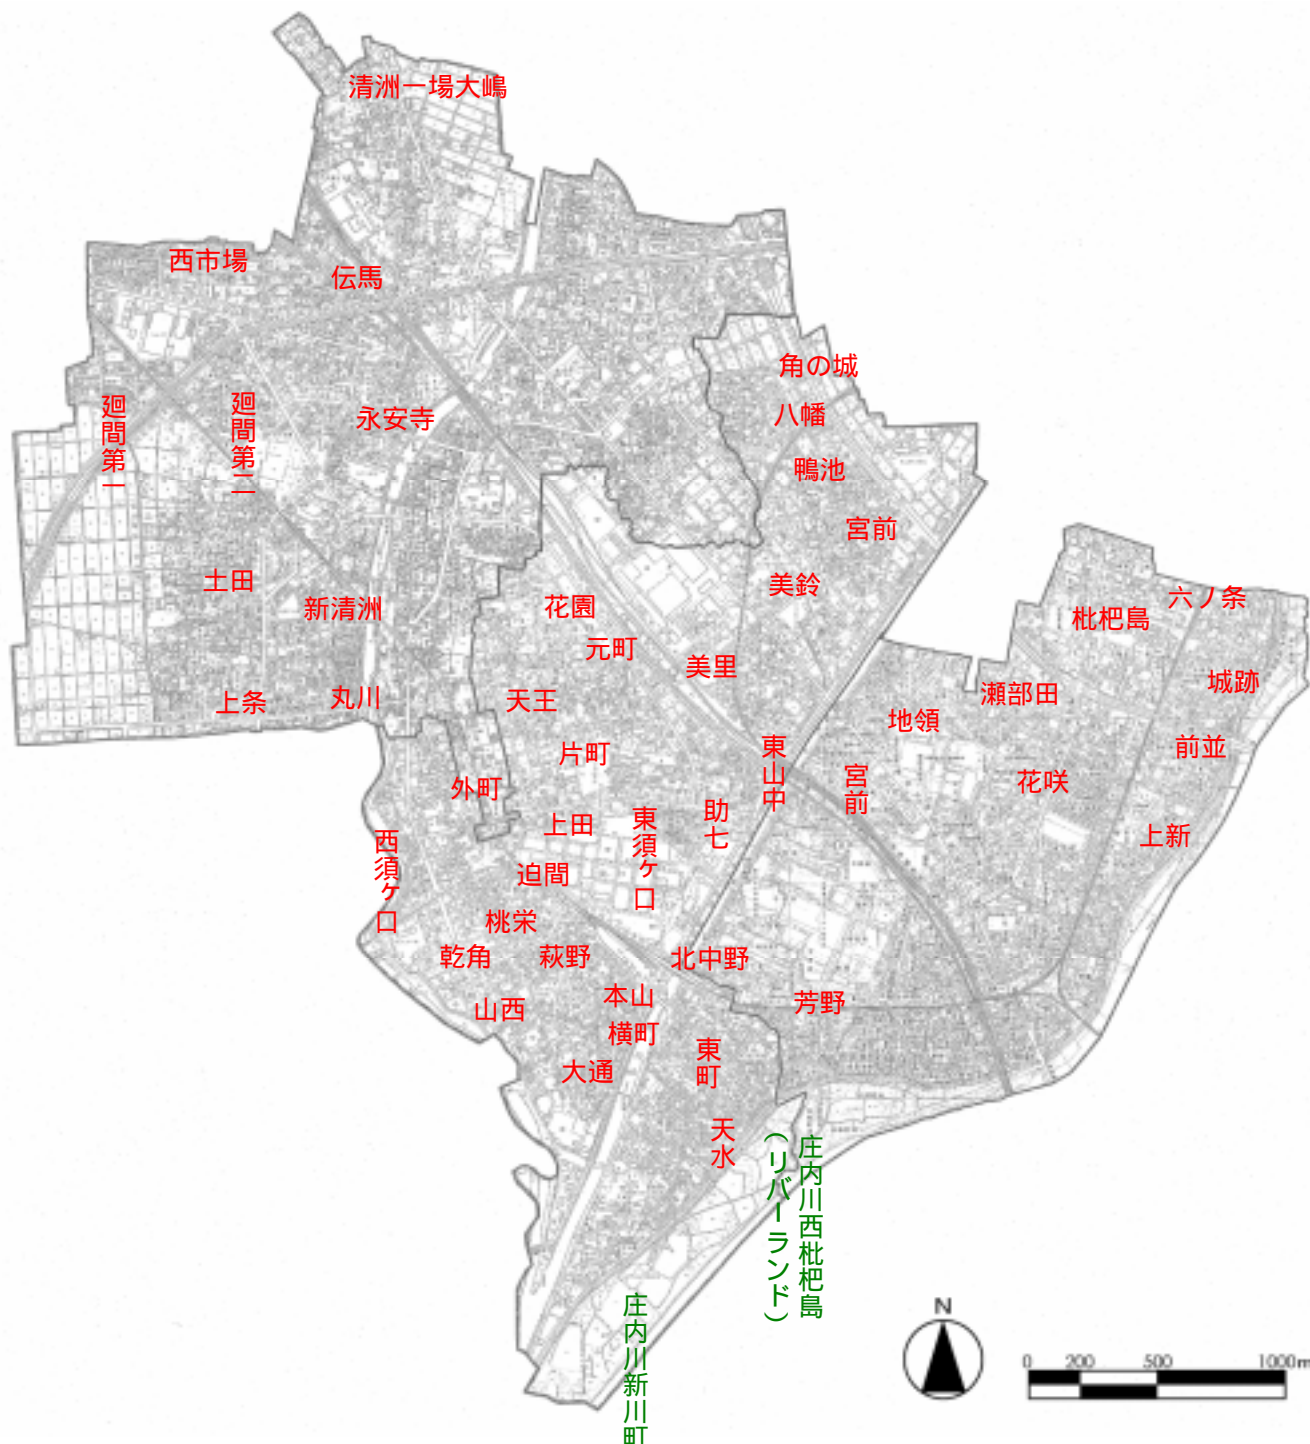 清洲一場大嶋
西市場
伝馬
角の城
廻間第一
廻間第二
永安寺
八幡
鴨池
宮前
土田
新清洲
花園
美鈴
六ノ条
枇杷島
元町
美里
上条
丸川
天王
城跡
瀬部田
地領
前並
片町
東山中
宮前
外町
花咲
上田
東須ヶ口
助七
上新
西須ヶ口
迫間
桃栄
乾角
萩野
北中野
山西
本山
芳野
横町
大通
東町
天水
庄内川西枇杷島
(リバーランド)
庄内川新川町
N
0 200 500 1000m